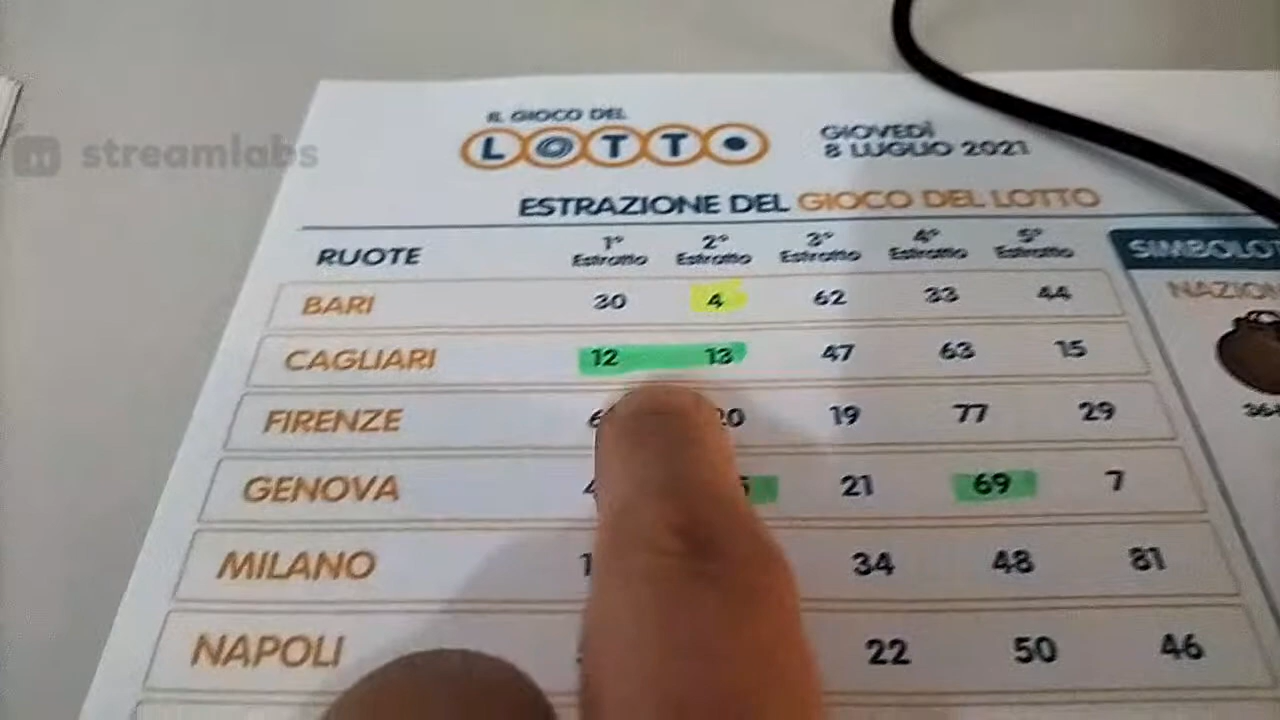 streamlabs
IL GIOCO DEL
LOTTO
GIOVEDÌ
8 LUGLIO 2021
ESTRAZIONE DEL GIOCO DEL LOTTO
RUOTE 1° Estratto 2° Estratto 3° Estratto 4° Estratto 5° Estratto
BARI 30 4 62 33 44
CAGLIARI 12 13 47 63 15
FIRENZE 19 77 29
GENOVA 21 69 7
MILANO 34 48 81
NAPOLI 22 50 46